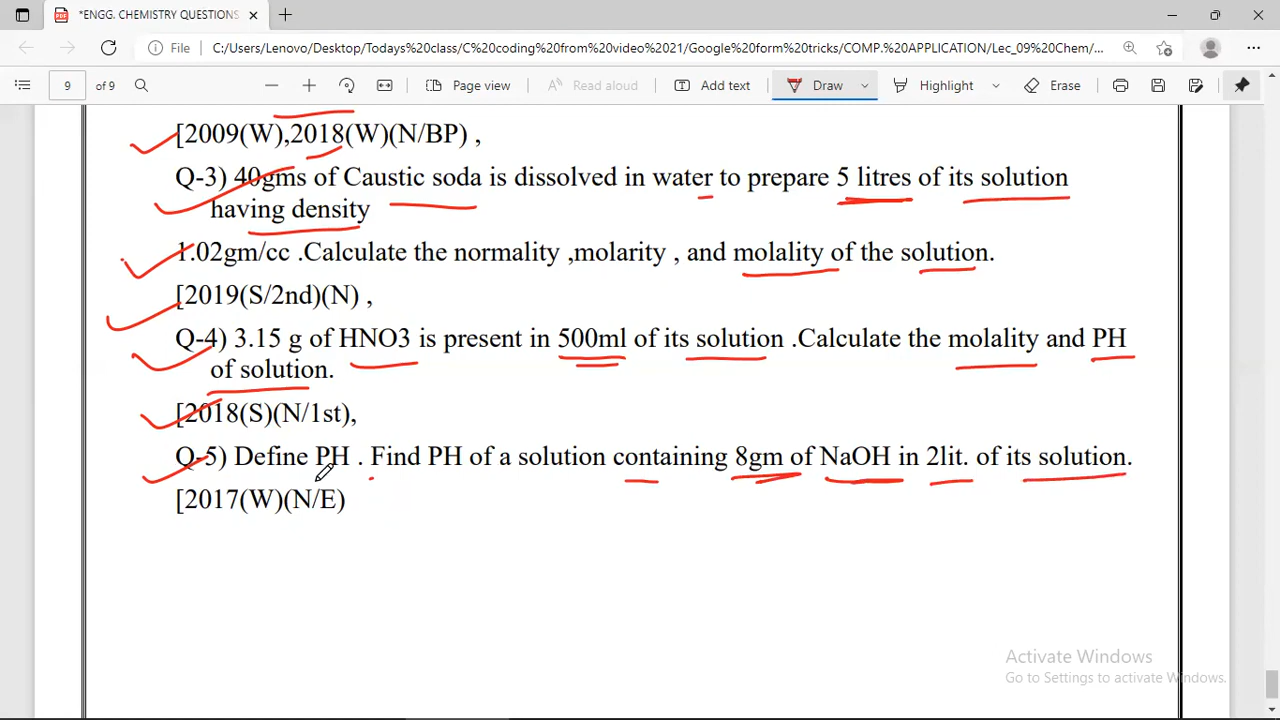 *ENGG. CHEMISTRY QUESTIONS
File C:/Users/Lenovo/Desktop/Todays%20class/C%20coding%20from%20video%2021/Google%20form%20tricks/COMP.%20APPLICATION/Lec_09%20Chem/...
9 of 9 Page view Read aloud Add text Draw Highlight Erase
[2009(W),2018(W)(N/BP) ,
Q-3) 40gms of Caustic soda is dissolved in water to prepare 5 litres of its solution
having density
1.02gm/cc .Calculate the normality ,molarity , and molality of the solution.
[2019(S/2nd)(N) ,
Q-4) 3.15 g of HNO3 is present in 500ml of its solution .Calculate the molality and PH
of solution.
[2018(S)(N/1st),
Q-5) Define PH . Find PH of a solution containing 8gm of NaOH in 2lit. of its solution.
[2017(W)(N/E)
Activate Windows
Go to Settings to activate Windows.